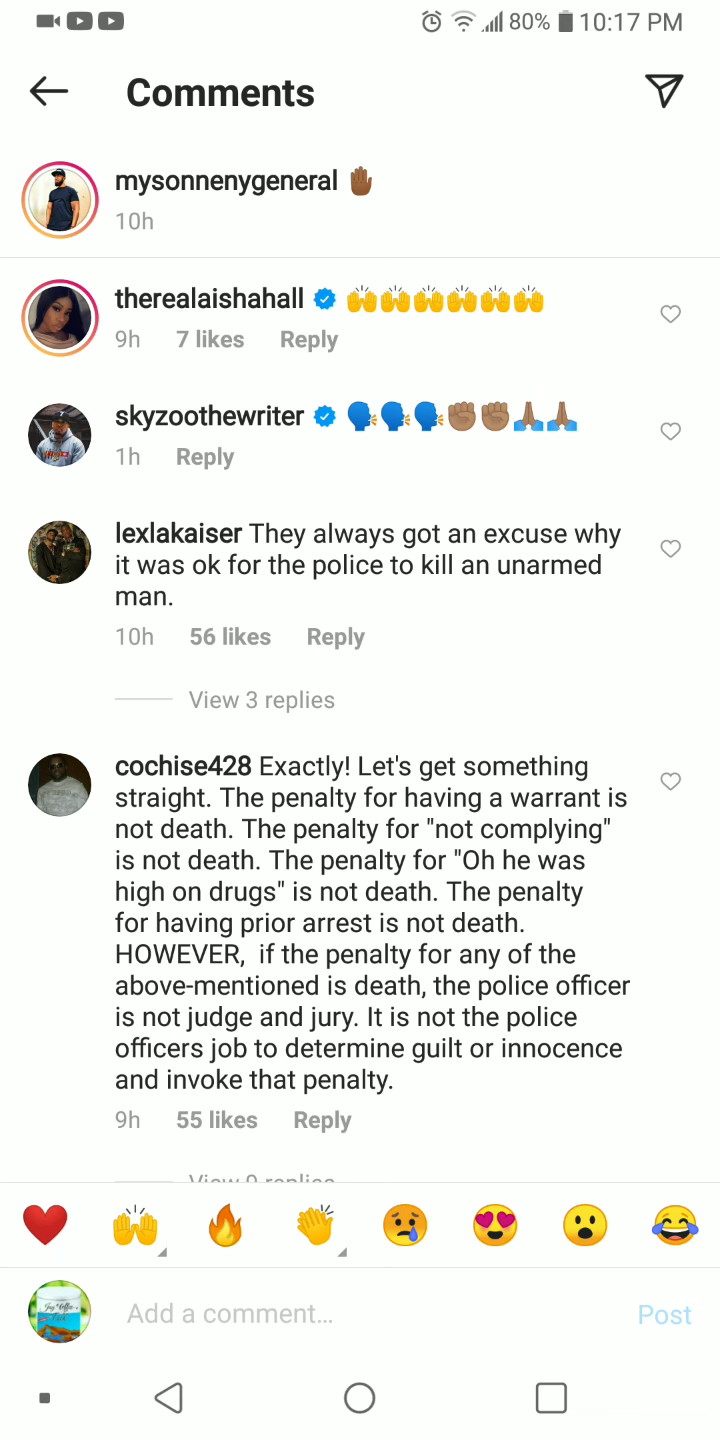 80% 10:17 PM
Comments
mysonnenygeneral 🤚🏾
10h
therealaishahall 🙌🙌🙌🙌🙌🙌
9h 7 likes Reply
skyzoothewriter 🗣🗣🗣✊🏽✊🏽🙏🏽🙏🏽
1h Reply
lexlakaiser They always got an excuse why
it was ok for the police to kill an unarmed
man.
10h 56 likes Reply
View 3 replies
cochise428 Exactly! Let's get something
straight. The penalty for having a warrant is
not death. The penalty for "not complying"
is not death. The penalty for "Oh he was
high on drugs" is not death. The penalty
for having prior arrest is not death.
HOWEVER,  if the penalty for any of the
above-mentioned is death, the police officer
is not judge and jury. It is not the police
officers job to determine guilt or innocence
and invoke that penalty.
9h 55 likes Reply
❤️ 🙌 🔥 👏 😢 😍 😮 😂
Add a comment... Post